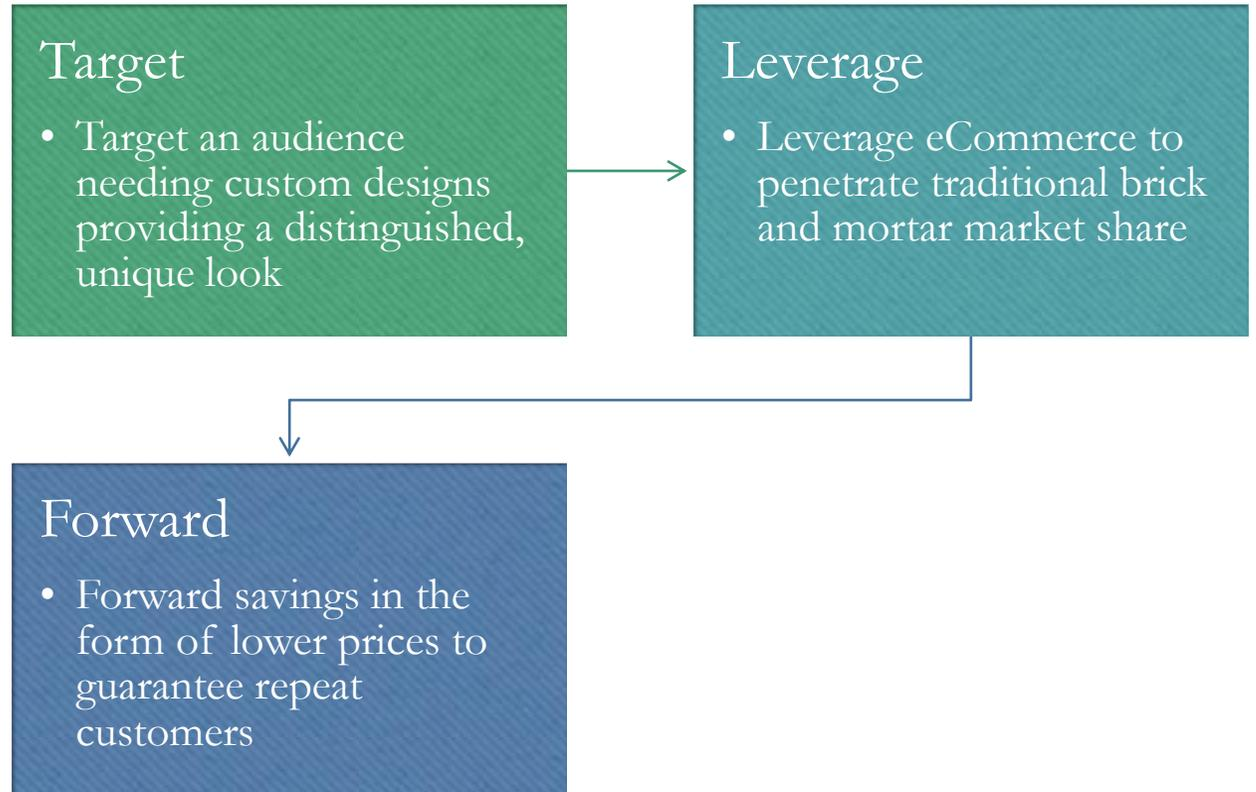 Target
• Target an audience
needing custom designs
providing a distinguished,
unique look
Leverage
• Leverage eCommerce to
penetrate traditional brick
and mortar market share
Forward
• Forward savings in the
form of lower prices to
guarantee repeat
customers